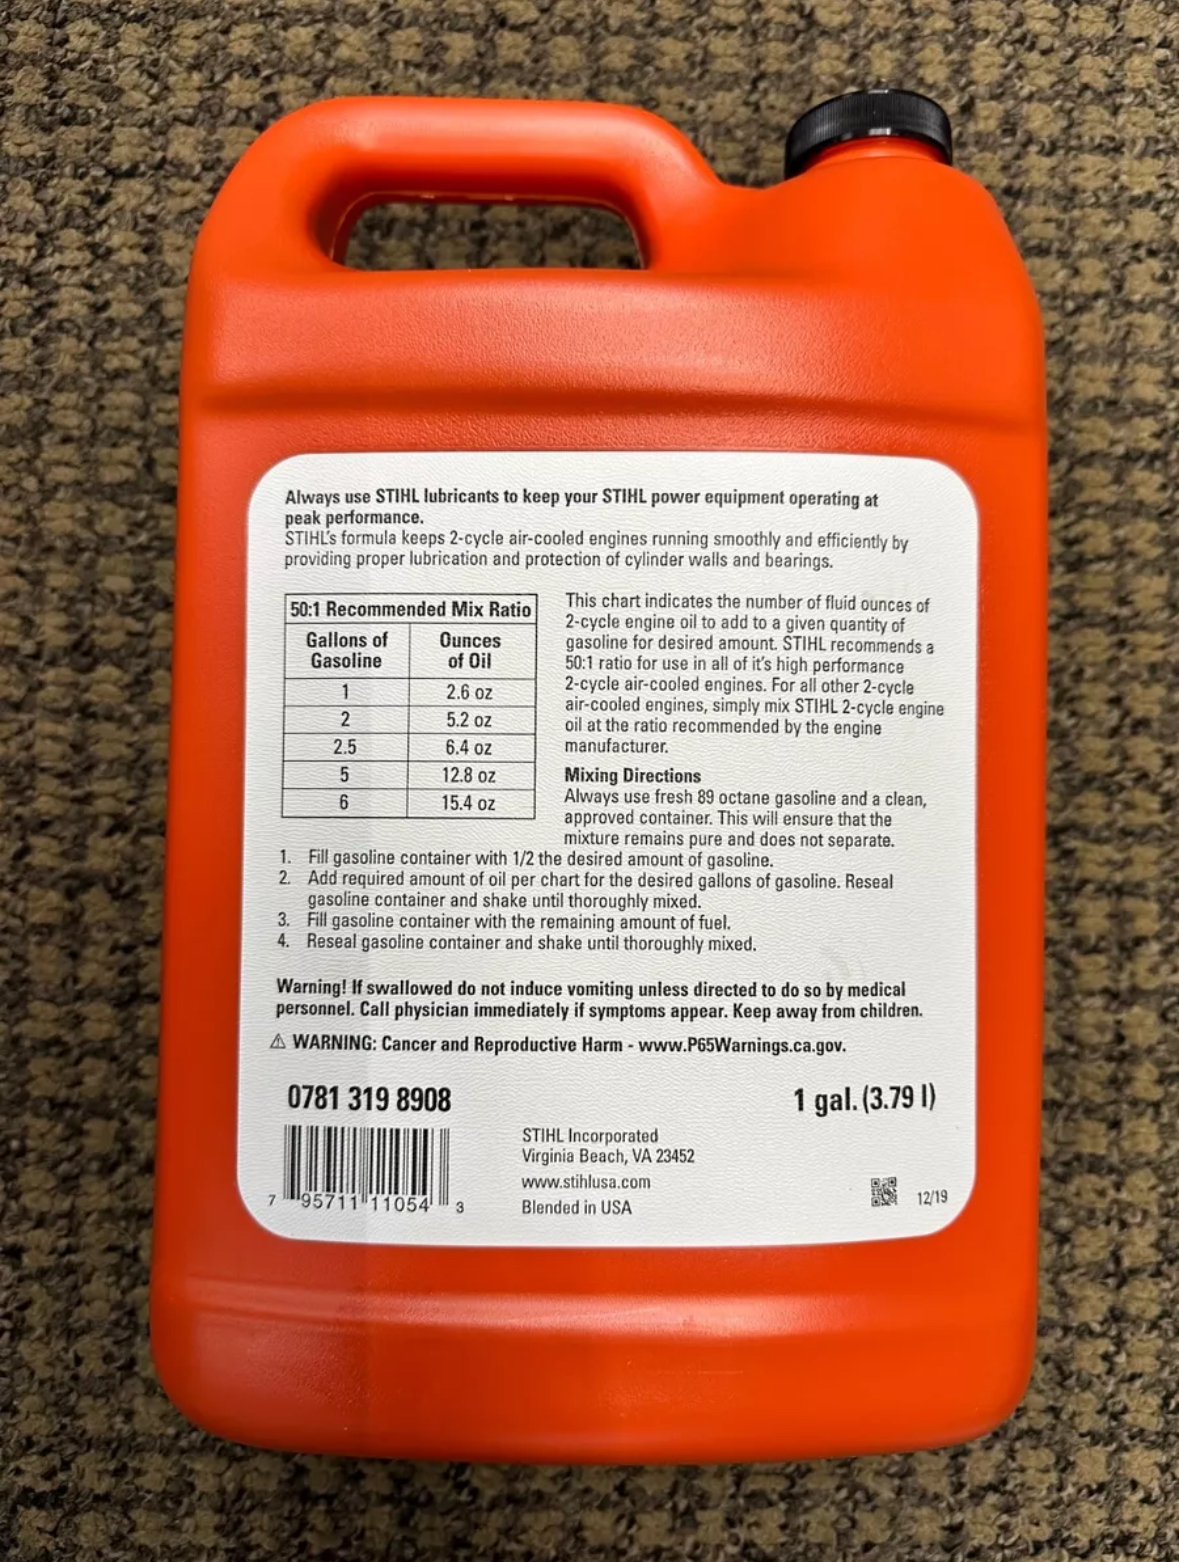 Always use STIHL lubricants to keep your STIHL power equipment operating at
peak performance.
STIHL's formula keeps 2-cycle air-cooled engines running smoothly and efficiently by
providing proper lubrication and protection of cylinder walls and bearings.
50:1 Recommended Mix Ratio
Gallons of Gasoline Ounces of Oil
1 2.6 oz
2 5.2 oz
2.5 6.4 oz
5 12.8 oz
6 15.4 oz
This chart indicates the number of fluid ounces of
2-cycle engine oil to add to a given quantity of
gasoline for desired amount. STIHL recommends a
50:1 ratio for use in all of it's high performance
2-cycle air-cooled engines. For all other 2-cycle
air-cooled engines, simply mix STIHL 2-cycle engine
oil at the ratio recommended by the engine
manufacturer.
Mixing Directions
Always use fresh 89 octane gasoline and a clean,
approved container. This will ensure that the
mixture remains pure and does not separate.
1. Fill gasoline container with 1/2 the desired amount of gasoline.
2. Add required amount of oil per chart for the desired gallons of gasoline. Reseal
gasoline container and shake until thoroughly mixed.
3. Fill gasoline container with the remaining amount of fuel.
4. Reseal gasoline container and shake until thoroughly mixed.
Warning! If swallowed do not induce vomiting unless directed to do so by medical
personnel. Call physician immediately if symptoms appear. Keep away from children.
⚠ WARNING: Cancer and Reproductive Harm - www.P65Warnings.ca.gov.
0781 319 8908
1 gal. (3.79 l)
7 95711 11054 3
STIHL Incorporated
Virginia Beach, VA 23452
www.stihlusa.com
Blended in USA
12/19